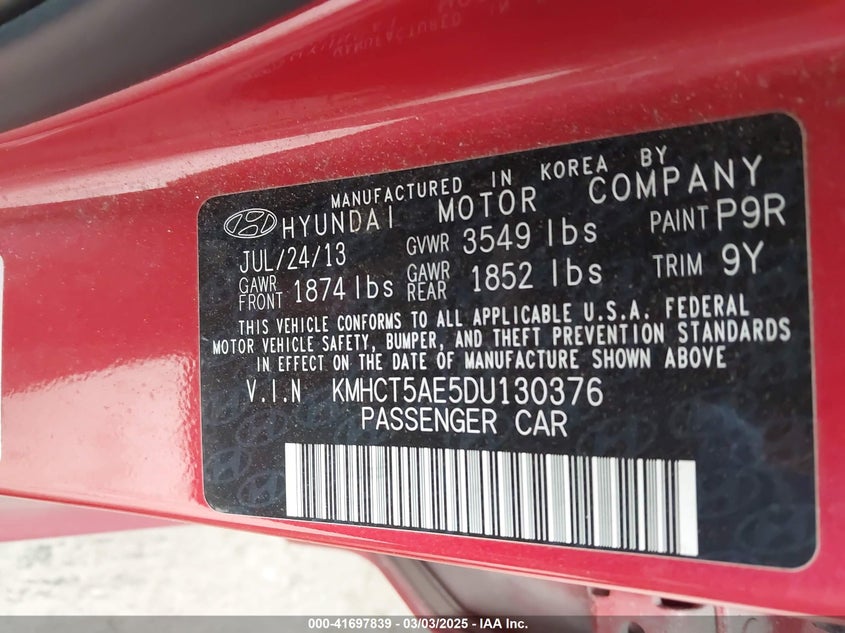 MANUFACTURED IN KOREA BY
HYUNDAI MOTOR COMPANY
JUL/24/13 GVWR 3549 lbs PAINT P9R
GAWR FRONT 1874 lbs GAWR REAR 1852 lbs TRIM 9Y
THIS VEHICLE CONFORMS TO ALL APPLICABLE U.S.A. FEDERAL
MOTOR VEHICLE SAFETY, BUMPER, AND THEFT PREVENTION STANDARDS
IN EFFECT ON THE DATE OF MANUFACTURE SHOWN ABOVE
V.I.N KMHCT5AE5DU130376
PASSENGER CAR
000-41697839 - 03/03/2025 - IAA Inc.